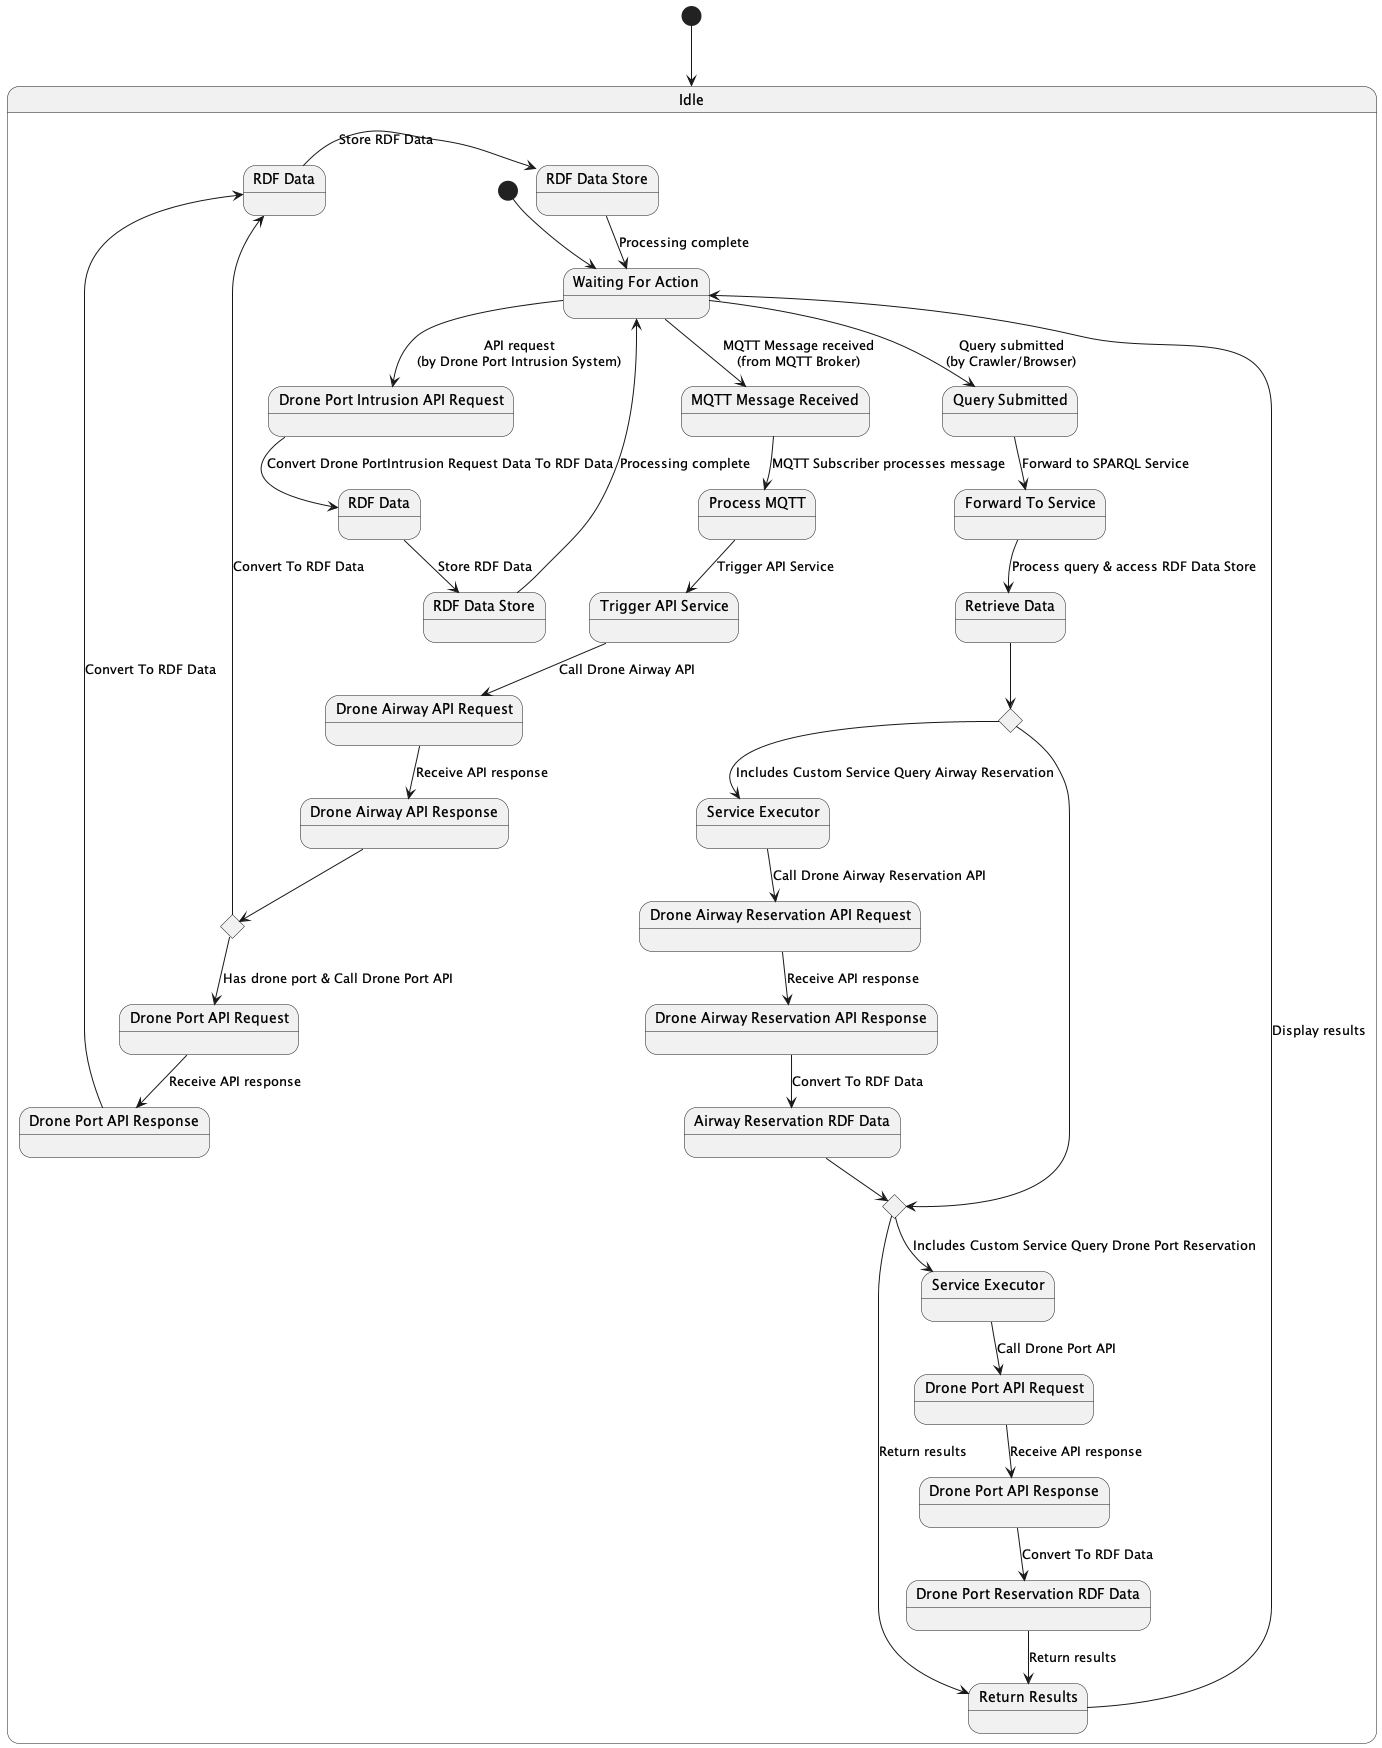 Idle
Store RDF Data
RDF Data
RDF Data Store
Processing complete
Waiting For Action
API request
(by Drone Port Intrusion System)
MQTT Message received
(from MQTT Broker)
Query submitted
(by Crawler/Browser)
Drone Port Intrusion API Request
MQTT Message Received
Query Submitted
Convert Drone PortIntrusion Request Data To RDF Data
Processing complete
MQTT Subscriber processes message
Forward to SPARQL Service
RDF Data
Process MQTT
Forward To Service
Convert To RDF Data
Store RDF Data
Trigger API Service
Process query & access RDF Data Store
RDF Data Store
Trigger API Service
Retrieve Data
Convert To RDF Data
Call Drone Airway API
Drone Airway API Request
Receive API response
Includes Custom Service Query Airway Reservation
Drone Airway API Response
Service Executor
Call Drone Airway Reservation API
Drone Airway Reservation API Request
Has drone port & Call Drone Port API
Receive API response
Drone Port API Request
Drone Airway Reservation API Response
Display results
Receive API response
Convert To RDF Data
Drone Port API Response
Airway Reservation RDF Data
Includes Custom Service Query Drone Port Reservation
Service Executor
Call Drone Port API
Drone Port API Request
Return results
Receive API response
Drone Port API Response
Convert To RDF Data
Drone Port Reservation RDF Data
Return results
Return Results